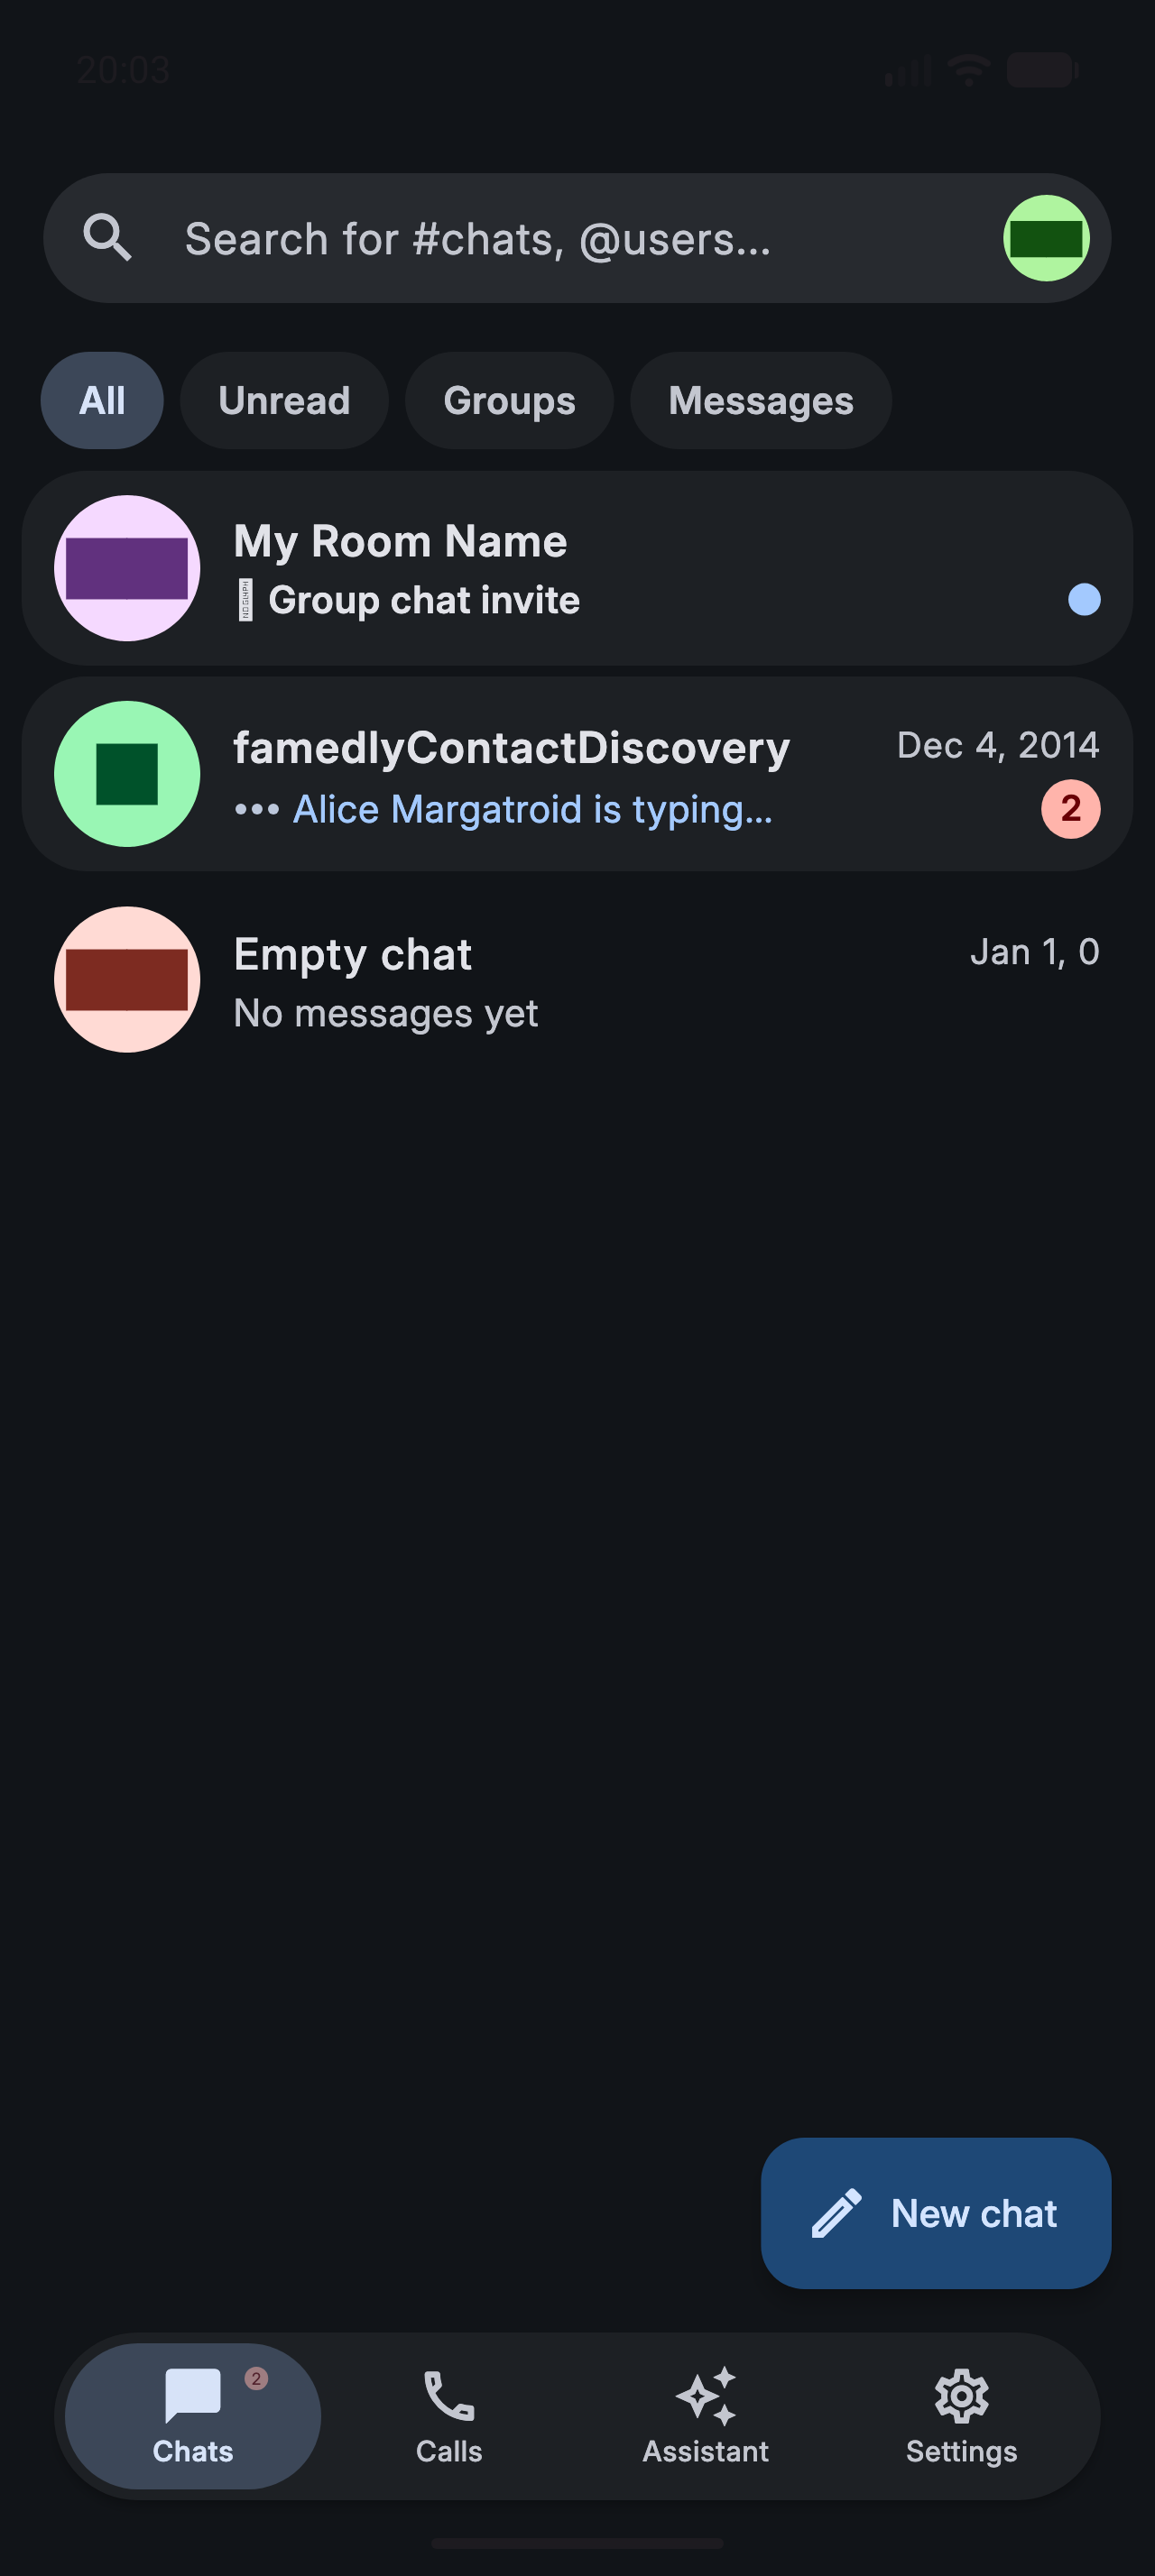 20:03
Search for #chats, @users...
All
Unread
Groups
Messages
My Room Name
Group chat invite
famedlyContactDiscovery
Dec 4, 2014
••• Alice Margatroid is typing...
2
Empty chat
Jan 1, 0
No messages yet
New chat
2
Chats
Calls
Assistant
Settings